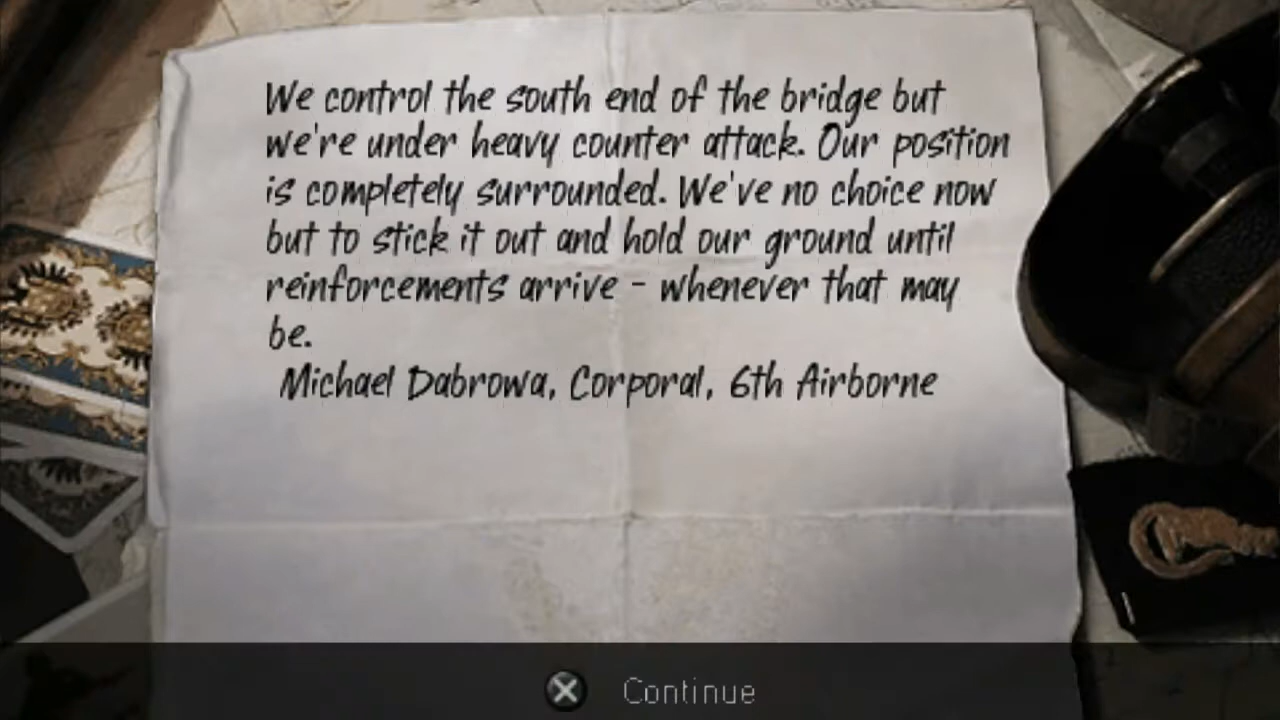 We control the south end of the bridge but
we're under heavy counter attack. Our position
is completely surrounded. We've no choice now
but to stick it out and hold our ground until
reinforcements arrive - whenever that may
be.
Michael Dabrowa, Corporal, 6th Airborne
Continue